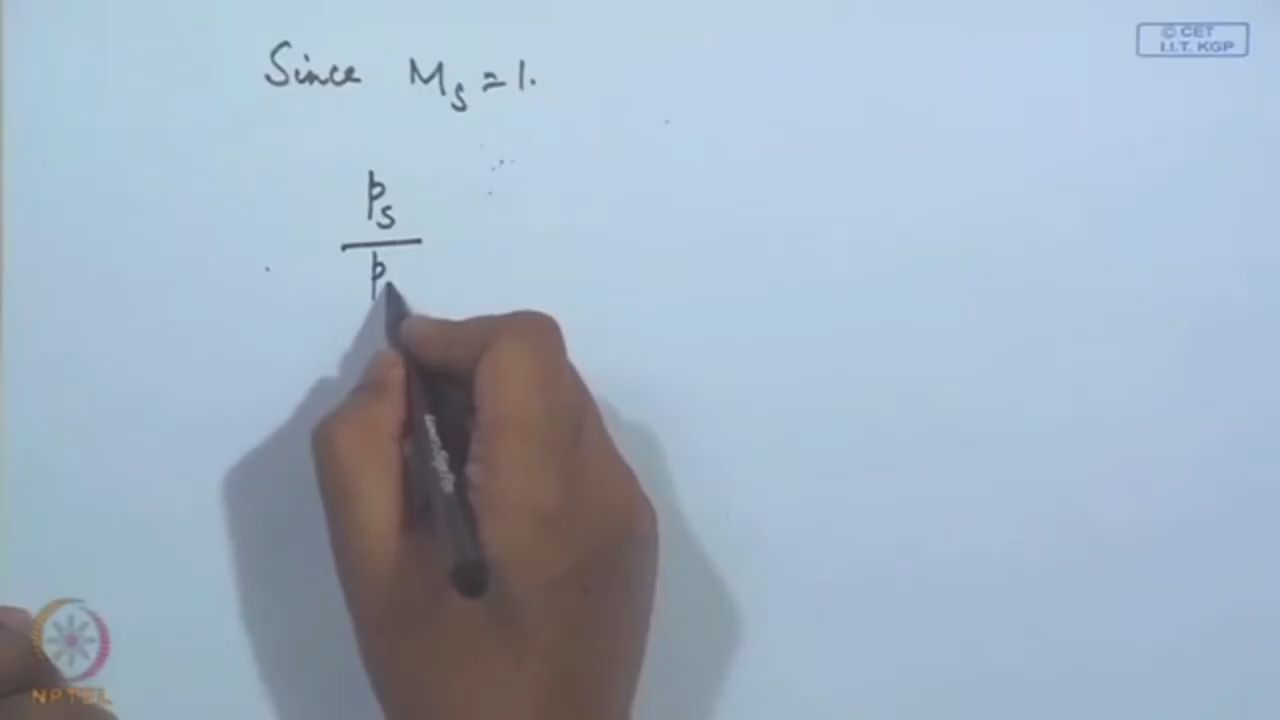 © CET
I.I.T. KGP
Since M_s = 1.
p_s
p
NPTEL